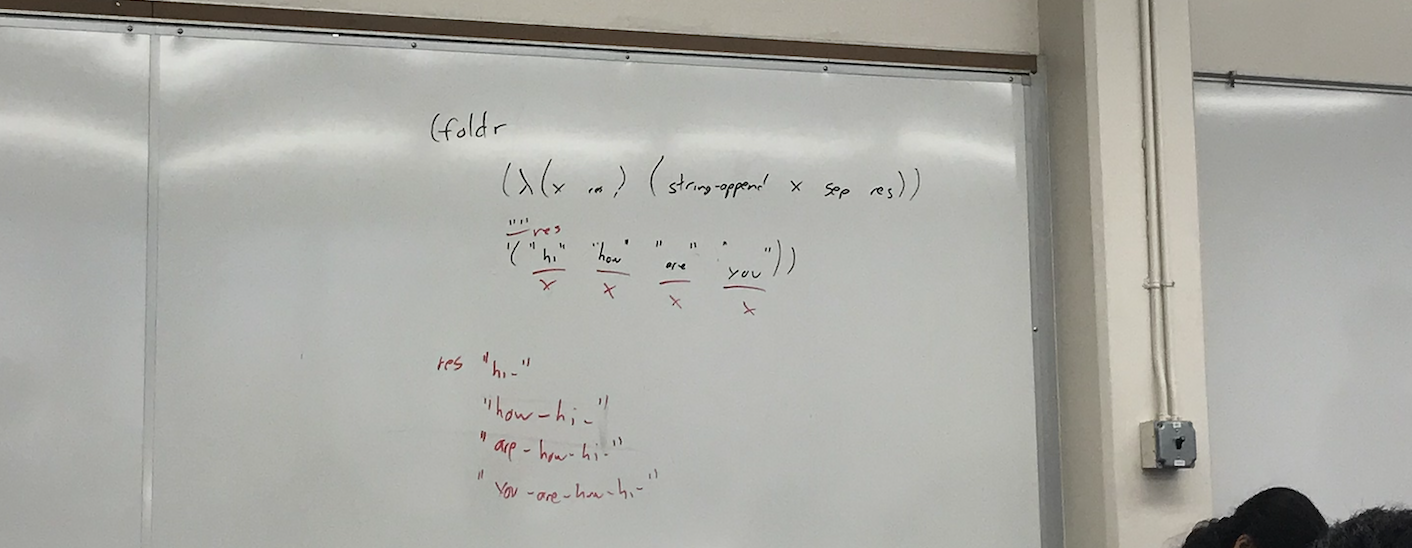 (foldr
(λ(x res) (string-append x sep res))
"" res
'("hi" "how" "are" "you"))
x x x x
res "hi-"
"how-hi-"
"are-how-hi-"
"you-are-how-hi-"